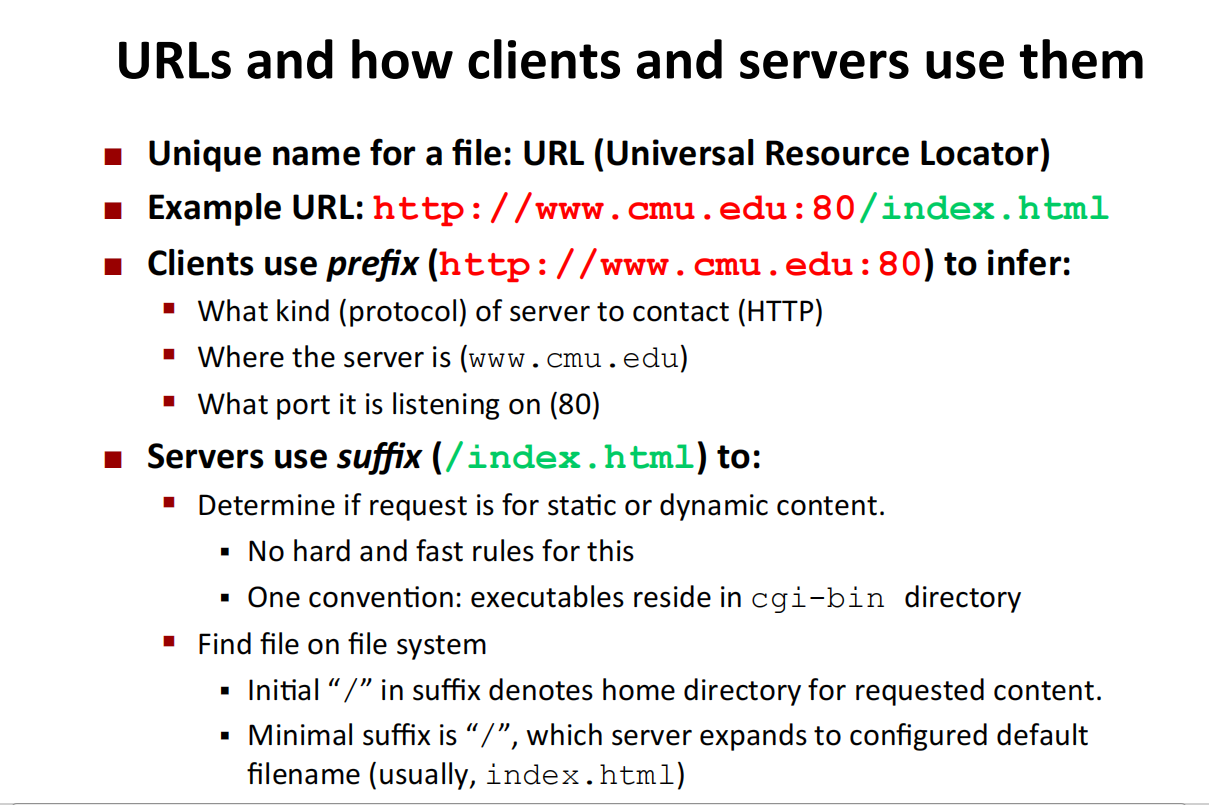 URLs and how clients and servers use them
■ Unique name for a file: URL (Universal Resource Locator)
■ Example URL: http://www.cmu.edu:80/index.html
■ Clients use prefix (http://www.cmu.edu:80) to infer:
▪ What kind (protocol) of server to contact (HTTP)
▪ Where the server is (www.cmu.edu)
▪ What port it is listening on (80)
■ Servers use suffix (/index.html) to:
▪ Determine if request is for static or dynamic content.
▪ No hard and fast rules for this
▪ One convention: executables reside in cgi-bin directory
▪ Find file on file system
▪ Initial “/” in suffix denotes home directory for requested content.
▪ Minimal suffix is “/”, which server expands to configured default
filename (usually, index.html)